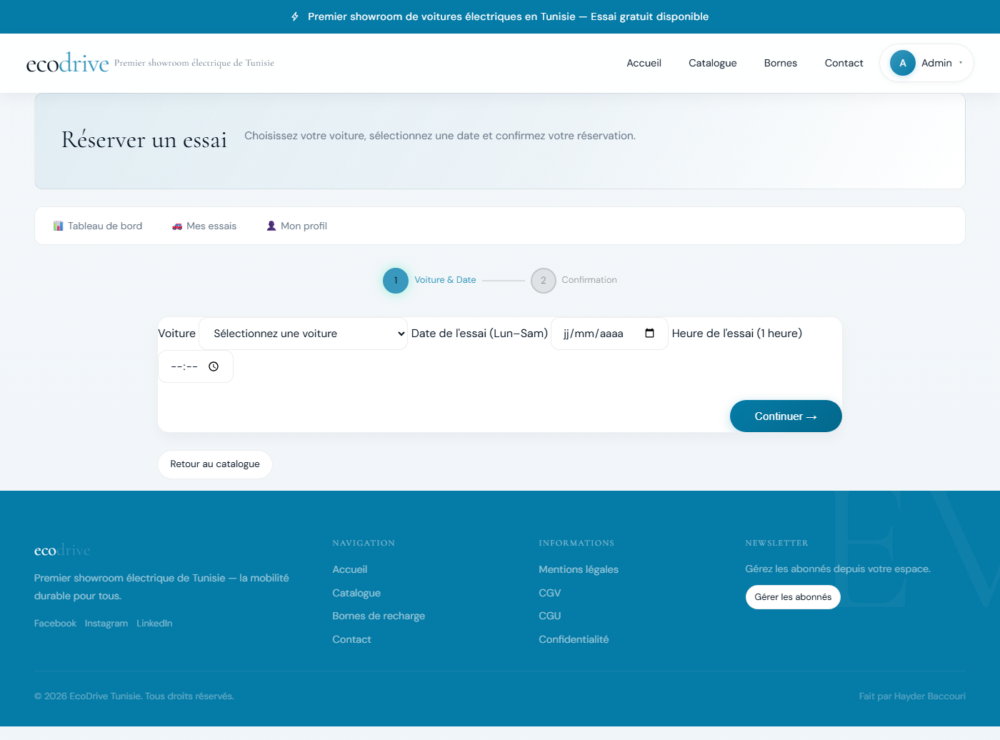 Premier showroom de voitures électriques en Tunisie — Essai gratuit disponible
ecodrive Premier showroom électrique de Tunisie
Accueil Catalogue Bornes Contact A Admin
Réserver un essai Choisissez votre voiture, sélectionnez une date et confirmez votre réservation.
Tableau de bord Mes essais Mon profil
1 Voiture & Date 2 Confirmation
Voiture Sélectionnez une voiture Date de l'essai (Lun–Sam) jj/mm/aaaa Heure de l'essai (1 heure)
--:--
Continuer →
Retour au catalogue
EV
ecodrive
Premier showroom électrique de Tunisie — la mobilité
durable pour tous.
Facebook Instagram LinkedIn
NAVIGATION
Accueil
Catalogue
Bornes de recharge
Contact
INFORMATIONS
Mentions légales
CGV
CGU
Confidentialité
NEWSLETTER
Gérez les abonnés depuis votre espace.
Gérer les abonnés
© 2026 EcoDrive Tunisie. Tous droits réservés.
Fait par Hayder Baccouri